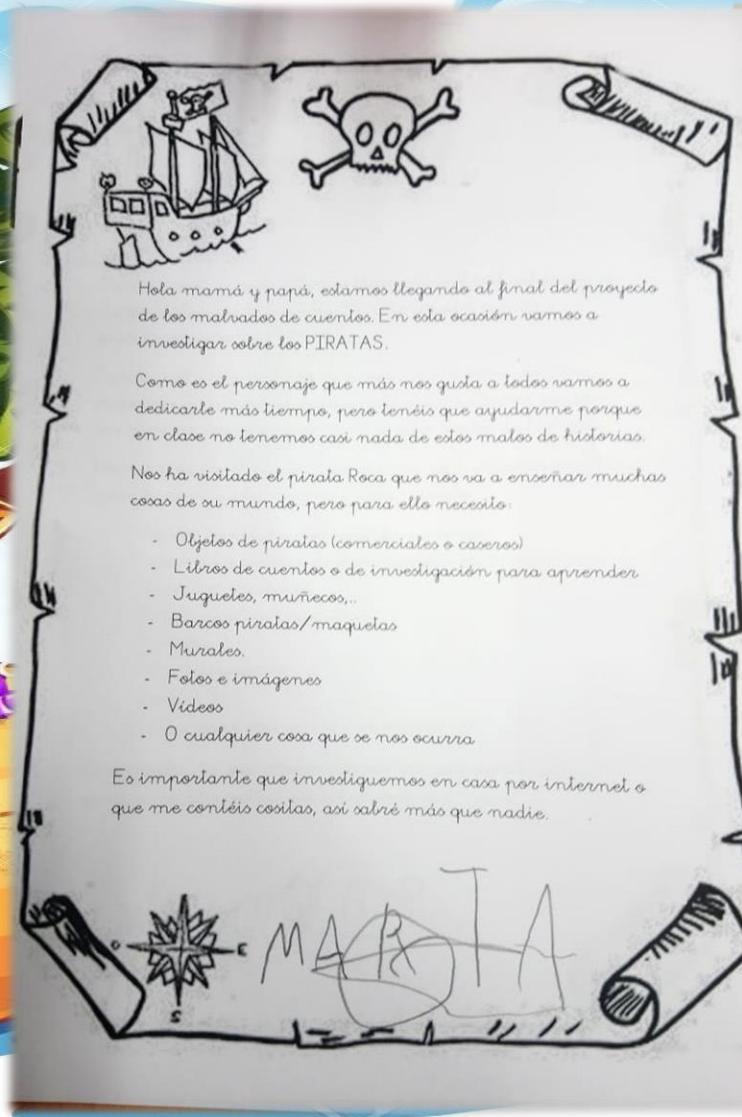 Hola mamá y papá, estamos llegando al final del proyecto
de los malvados de cuentos. En esta ocasión vamos a
investigar sobre los PIRATAS.
Como es el personaje que más nos gusta a todos vamos a
dedicarle más tiempo, pero tenéis que ayudarme porque
en clase no tenemos casi nada de estos malos de historias.
Nos ha visitado el pirata Roca que nos va a enseñar muchas
cosas de su mundo, pero para ello necesito:
- Objetos de piratas (comerciales o caseros)
- Libros de cuentos o de investigación para aprender
- Juguetes, muñecos,..
- Barcos piratas/maquetas
- Murales.
- Fotos e imágenes
- Vídeos
- O cualquier cosa que se nos ocurra
Es importante que investiguemos en casa por internet o
que me contéis cositas, así sabré más que nadie.
O E
S
MARTA